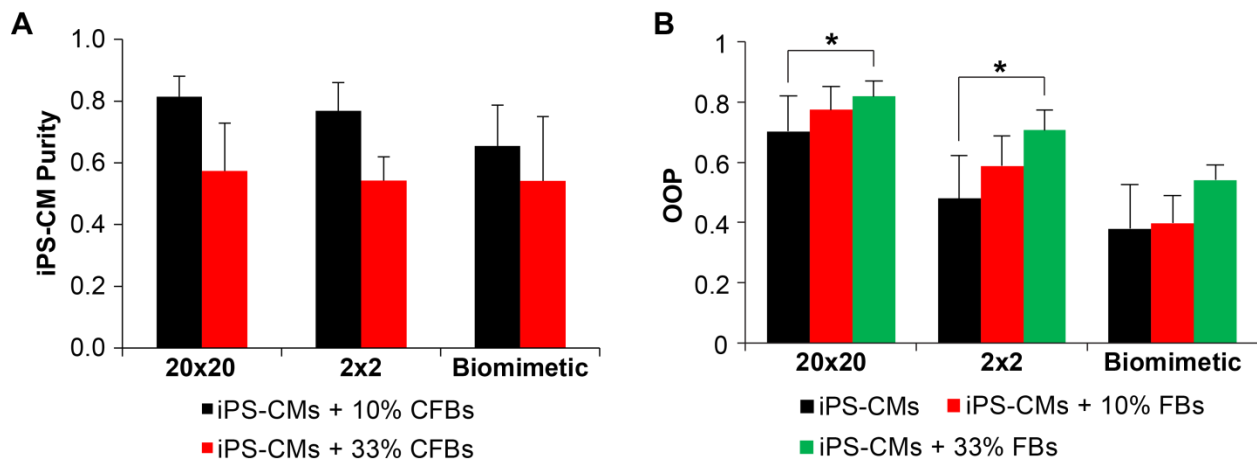 A
iPS-CM Purity
1.0
0.8
0.6
0.4
0.2
0.0
20x20 2x2 Biomimetic
iPS-CMs + 10% CFBs
iPS-CMs + 33% CFBs
B
OOP
1
0.8
0.6
0.4
0.2
0
* *
20x20 2x2 Biomimetic
iPS-CMs iPS-CMs + 10% FBs
iPS-CMs + 33% FBs